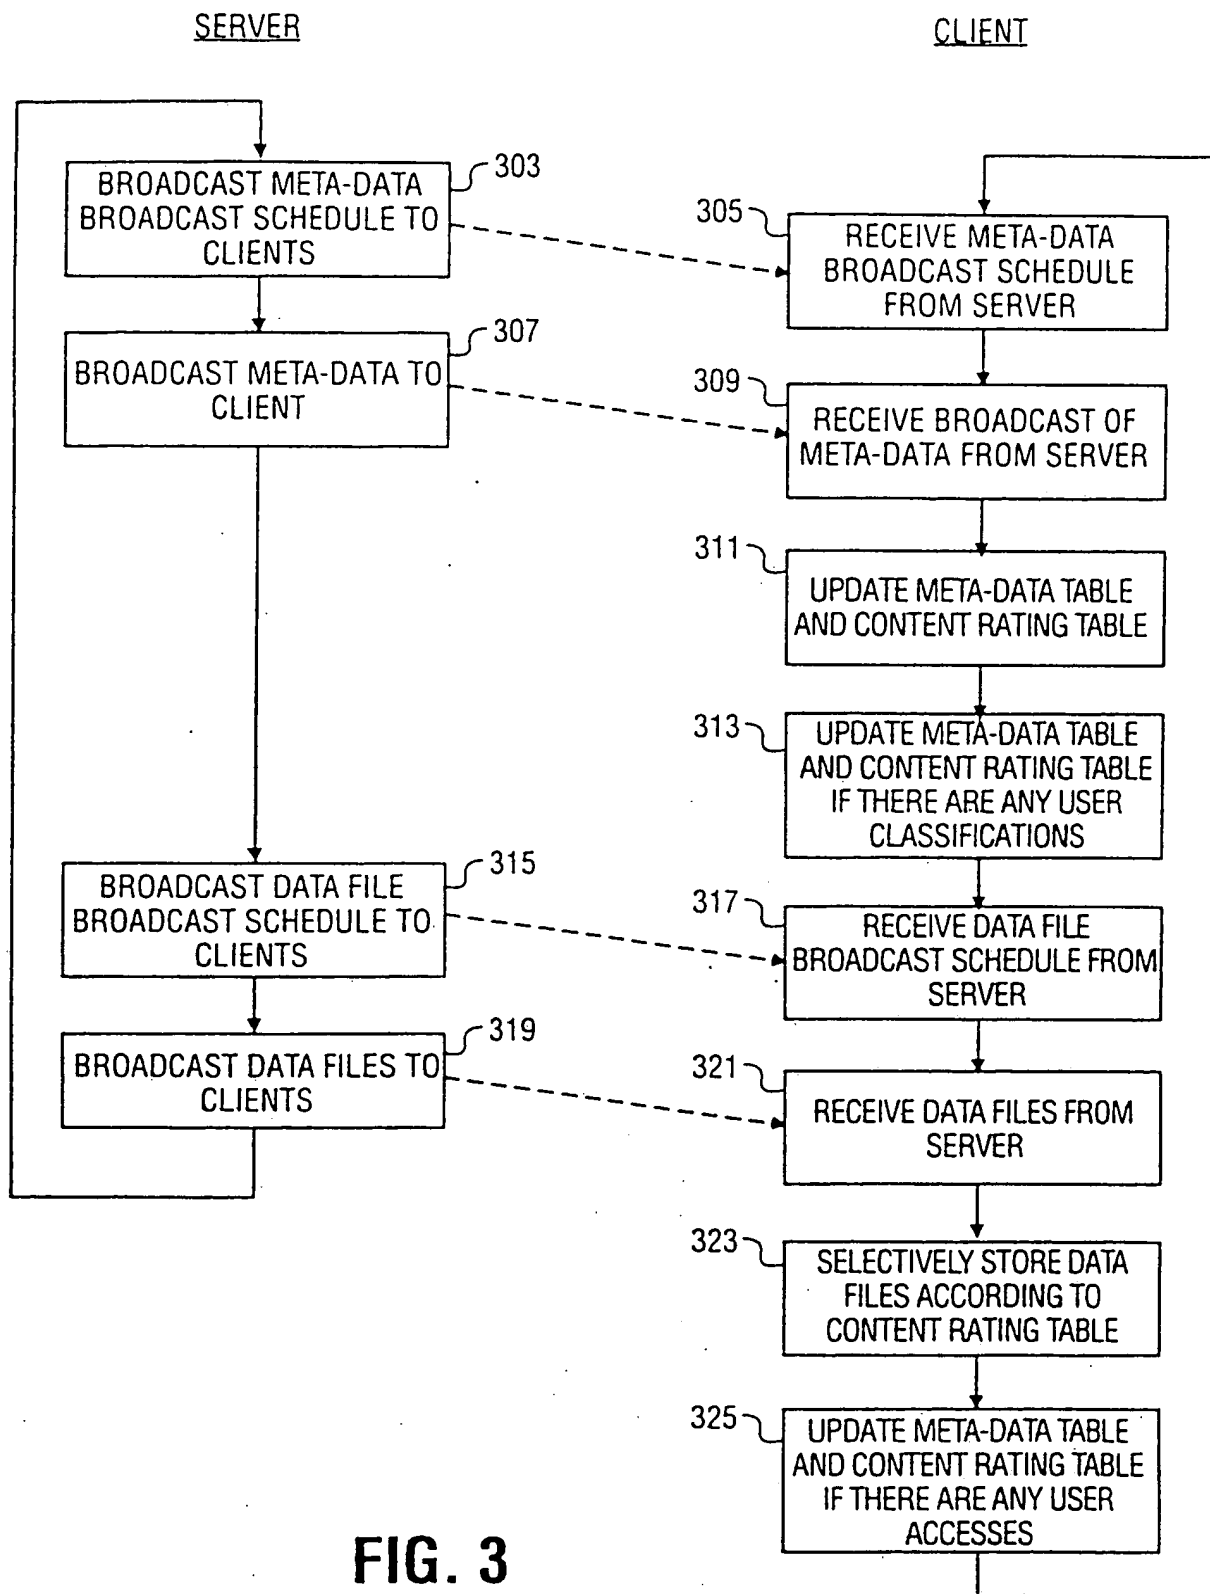 SERVER
CLIENT
303
BROADCAST META-DATA
BROADCAST SCHEDULE TO
CLIENTS
305
RECEIVE META-DATA
BROADCAST SCHEDULE
FROM SERVER
307
BROADCAST META-DATA TO
CLIENT
309
RECEIVE BROADCAST OF
META-DATA FROM SERVER
311
UPDATE META-DATA TABLE
AND CONTENT RATING TABLE
313
UPDATE META-DATA TABLE
AND CONTENT RATING TABLE
IF THERE ARE ANY USER
CLASSIFICATIONS
315
BROADCAST DATA FILE
BROADCAST SCHEDULE TO
CLIENTS
317
RECEIVE DATA FILE
BROADCAST SCHEDULE FROM
SERVER
319
BROADCAST DATA FILES TO
CLIENTS
321
RECEIVE DATA FILES FROM
SERVER
323
SELECTIVELY STORE DATA
FILES ACCORDING TO
CONTENT RATING TABLE
325
UPDATE META-DATA TABLE
AND CONTENT RATING TABLE
IF THERE ARE ANY USER
ACCESSES
FIG. 3